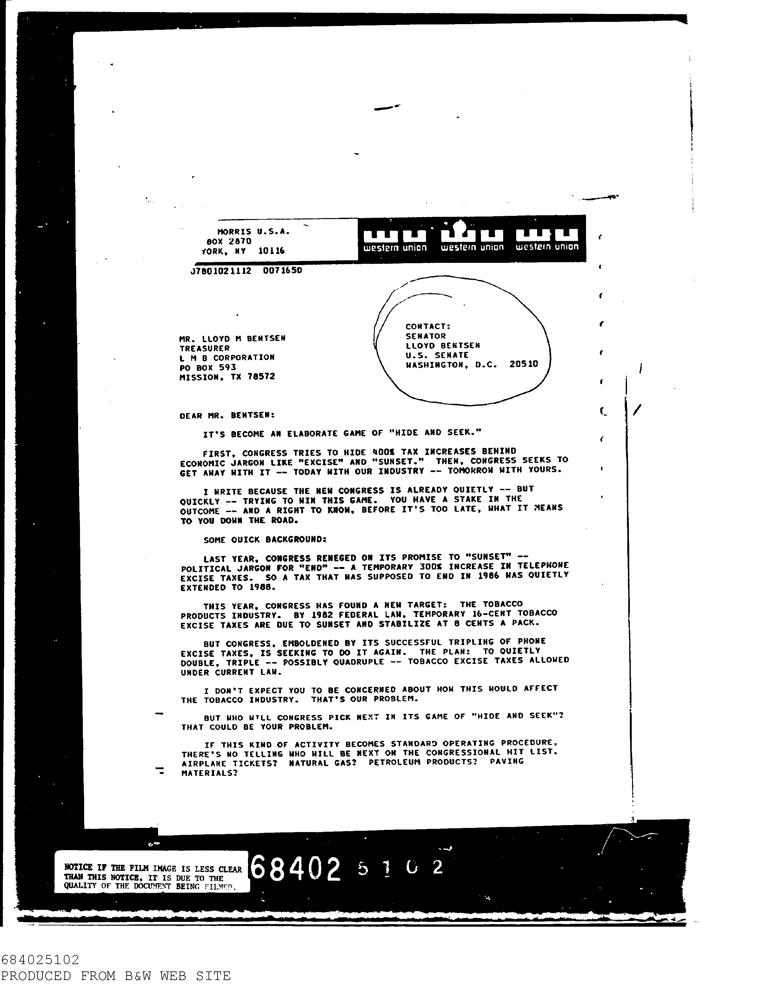 MORRIS U.S.A.
BOX 2870
YORK, NY 10116
western union western union western union
J7801021112 007165D
CONTACT:
SENATOR
LLOYD BENTSEN
U.S. SENATE
WASHINGTON, D.C. 20510
MR. LLOYD M BENTSEN
TREASURER
L M B CORPORATION
PO BOX 593
MISSION, TX 78572
DEAR MR. BENTSEN:
IT'S BECOME AN ELABORATE GAME OF "HIDE AND SEEK."
FIRST, CONGRESS TRIES TO HIDE 400% TAX INCREASES BEHIND
ECONOMIC JARGON LIKE "EXCISE" AND "SUNSET." THEN, CONGRESS SEEKS TO
GET AWAY WITH IT -- TODAY WITH OUR INDUSTRY -- TOMORROW WITH YOURS.
I WRITE BECAUSE THE NEW CONGRESS IS ALREADY QUIETLY -- BUT
QUICKLY -- TRYING TO WIN THIS GAME. YOU HAVE A STAKE IN THE
OUTCOME -- AND A RIGHT TO KNOW, BEFORE IT'S TOO LATE, WHAT IT MEANS
TO YOU DOWN THE ROAD.
SOME QUICK BACKGROUND:
LAST YEAR, CONGRESS RENEGED ON ITS PROMISE TO "SUNSET" --
POLITICAL JARGON FOR "END" -- A TEMPORARY 300% INCREASE IN TELEPHONE
EXCISE TAXES. SO A TAX THAT WAS SUPPOSED TO END IN 1986 WAS QUIETLY
EXTENDED TO 1988.
THIS YEAR, CONGRESS HAS FOUND A NEW TARGET: THE TOBACCO
PRODUCTS INDUSTRY. BY 1982 FEDERAL LAW, TEMPORARY 16-CENT TOBACCO
EXCISE TAXES ARE DUE TO SUNSET AND STABILIZE AT 8 CENTS A PACK.
BUT CONGRESS, EMBOLDENED BY ITS SUCCESSFUL TRIPLING OF PHONE
EXCISE TAXES, IS SEEKING TO DO IT AGAIN. THE PLAN: TO QUIETLY
DOUBLE, TRIPLE -- POSSIBLY QUADRUPLE -- TOBACCO EXCISE TAXES ALLOWED
UNDER CURRENT LAW.
I DON'T EXPECT YOU TO BE CONCERNED ABOUT HOW THIS WOULD AFFECT
THE TOBACCO INDUSTRY. THAT'S OUR PROBLEM.
BUT WHO WILL CONGRESS PICK NEXT IN ITS GAME OF "HIDE AND SEEK"?
THAT COULD BE YOUR PROBLEM.
IF THIS KIND OF ACTIVITY BECOMES STANDARD OPERATING PROCEDURE,
THERE'S NO TELLING WHO WILL BE NEXT ON THE CONGRESSIONAL HIT LIST.
AIRPLANE TICKETS? NATURAL GAS? PETROLEUM PRODUCTS? PAVING
MATERIALS?
NOTICE IF THE FILM IMAGE IS LESS CLEAR
THAN THIS NOTICE, IT IS DUE TO THE
QUALITY OF THE DOCUMENT BEING FILMED.
68402 5102
684025102
PRODUCED FROM B&W WEB SITE